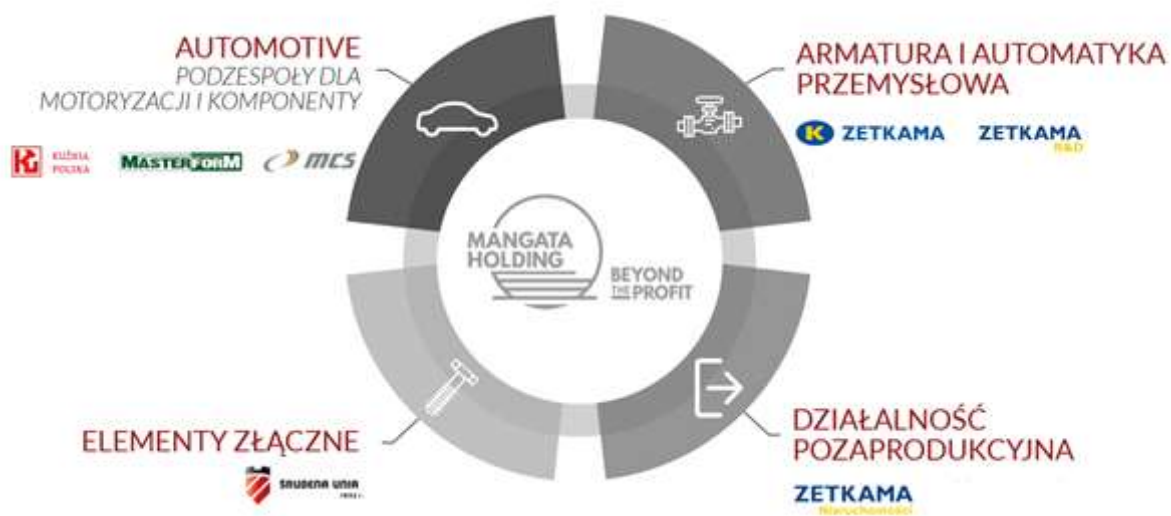 AUTOMOTIVE
PODZESPOŁY DLA
MOTORYZACJI I KOMPONENTY
KUŹNIA
POLSKA
MASTERFORM
MCS
ARMATURA I AUTOMATYKA
PRZEMYSŁOWA
K ZETKAMA
ZETKAMA
R&D
MANGATA
HOLDING
BEYOND
THE PROFIT
ELEMENTY ZŁĄCZNE
ŚRUBENA UNIA
DZIAŁALNOŚĆ
POZAPRODUKCYJNA
ZETKAMA
Nieruchomości